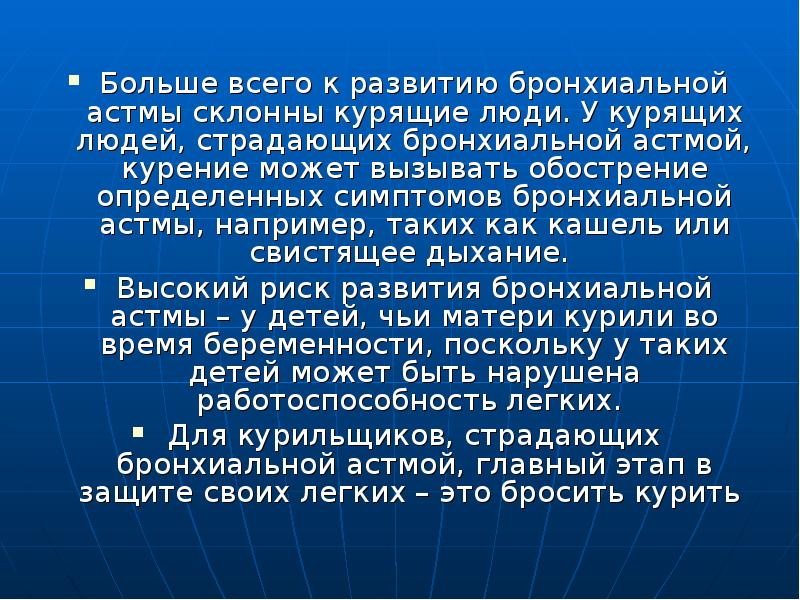 Больше всего к развитию бронхиальной
астмы склонны курящие люди. У курящих
людей, страдающих бронхиальной астмой,
курение может вызывать обострение
определенных симптомов бронхиальной
астмы, например, таких как кашель или
свистящее дыхание.
Высокий риск развития бронхиальной
астмы – у детей, чьи матери курили во
время беременности, поскольку у таких
детей может быть нарушена
работоспособность легких.
Для курильщиков, страдающих
бронхиальной астмой, главный этап в
защите своих легких – это бросить курить